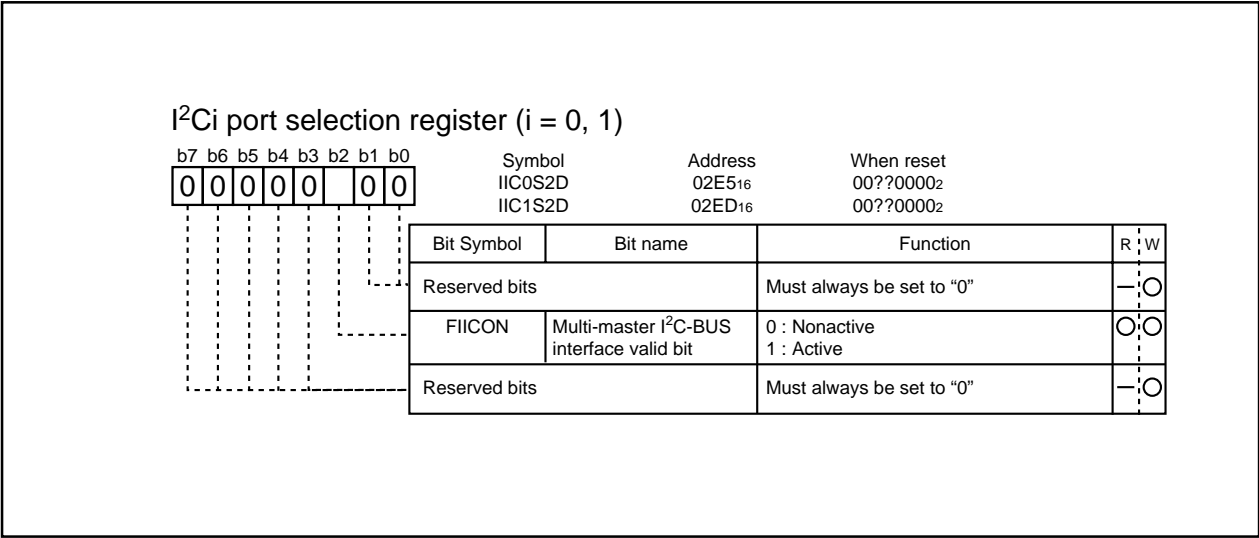 I²Ci port selection register (i = 0, 1)
b7 b6 b5 b4 b3 b2 b1 b0
0 0 0 0 0 0 0
Symbol Address When reset
IIC0S2D 02E5₁₆ 00??0000₂
IIC1S2D 02ED₁₆ 00??0000₂
Bit Symbol Bit name Function R W
Reserved bits Must always be set to “0” –
FIICON Multi-master I²C-BUS 0 : Nonactive
interface valid bit 1 : Active
Reserved bits Must always be set to “0” –